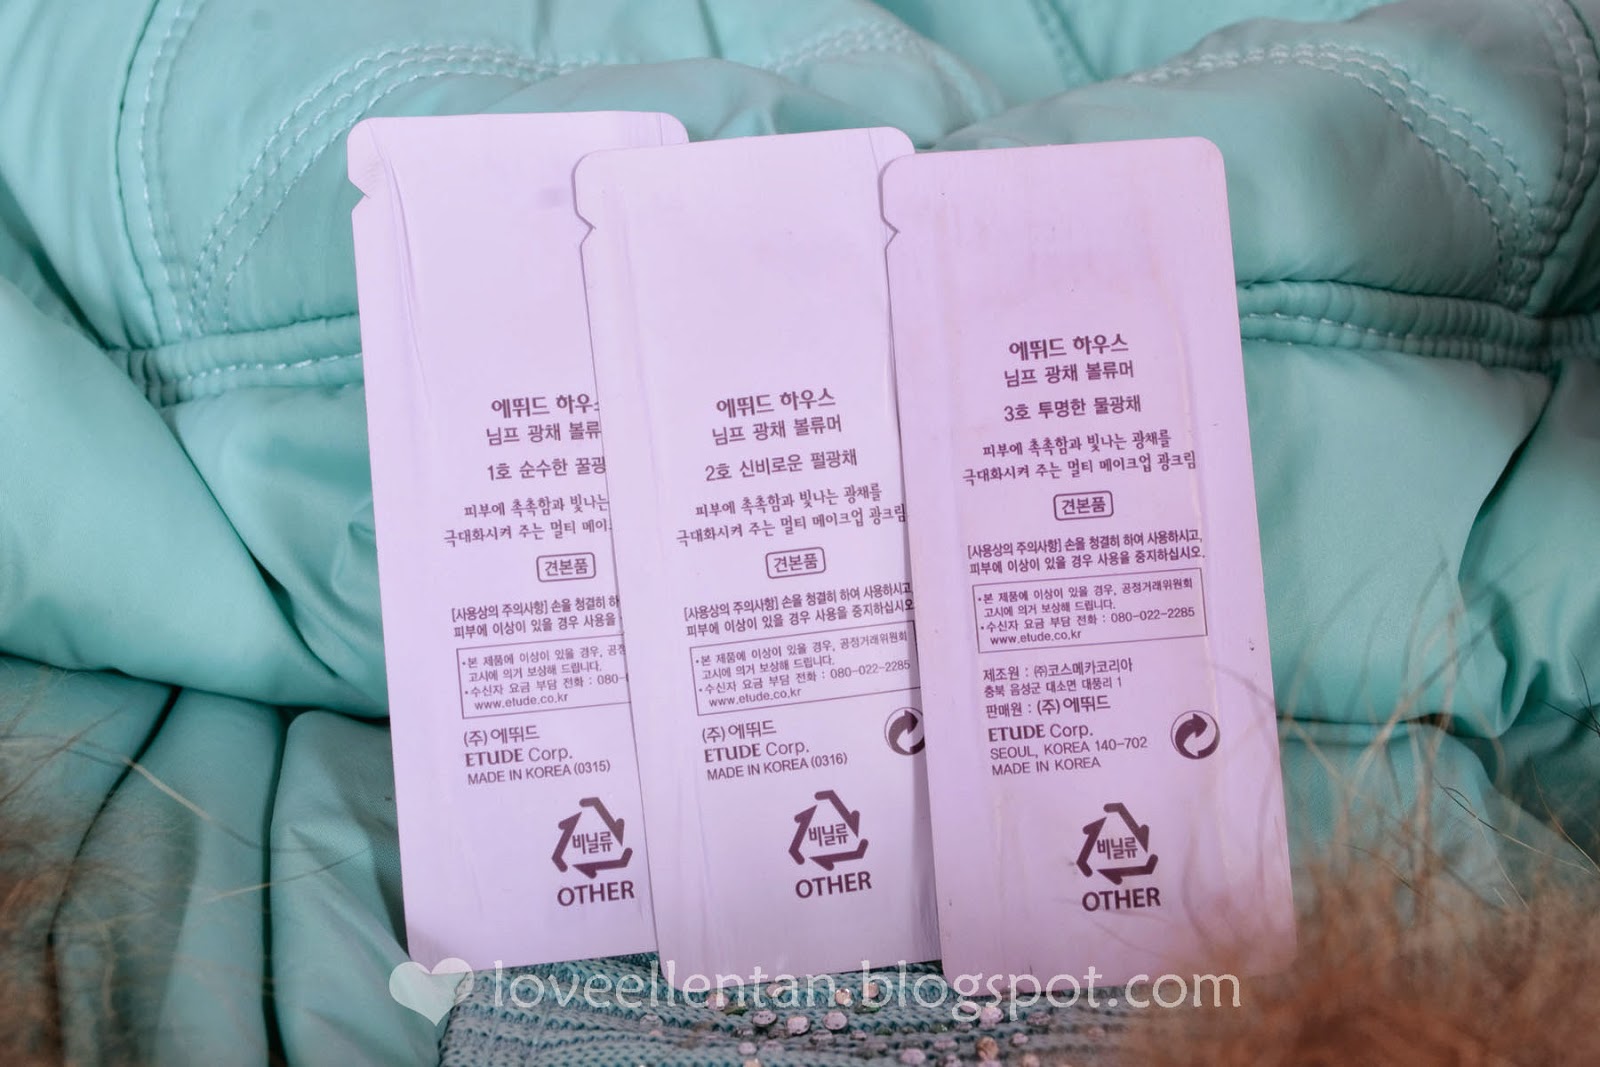 에뛰드 하우스
님프 광채 볼류
1호 순수한 꿀광
피부에 촉촉함과 빛나는
극대화시켜 주는 멀티 메이크
견본품
[사용상의 주의사항] 손을 청결히
피부에 이상이 있을 경우 사용을
•본 제품에 이상이 있을 경우, 공정
고시에 의거 보상해 드립니다.
•수신자 요금 부담 전화 : 080-
www.etude.co.kr
(주)에뛰드
ETUDE Corp.
MADE IN KOREA (0315)
비닐류
OTHER
에뛰드 하우스
님프 광채 볼류머
2호 신비로운 펄광채
피부에 촉촉함과 빛나는 광채를
극대화시켜 주는 멀티 메이크업 광크림
견본품
[사용상의 주의사항] 손을 청결히 하여 사용하시고,
피부에 이상이 있을 경우 사용을 중지하십시오
•본 제품에 이상이 있을 경우, 공정거래위원회
고시에 의거 보상해 드립니다.
•수신자 요금 부담 전화 : 080-022-2285
www.etude.co.kr
(주)에뛰드
ETUDE Corp.
MADE IN KOREA (0316)
비닐류
OTHER
에뛰드 하우스
님프 광채 볼류머
3호 투명한 물광채
피부에 촉촉함과 빛나는 광채를
극대화시켜 주는 멀티 메이크업 광크림
견본품
[사용상의 주의사항] 손을 청결히 하여 사용하시고,
피부에 이상이 있을 경우 사용을 중지하십시오.
•본 제품에 이상이 있을 경우, 공정거래위원회
고시에 의거 보상해 드립니다.
•수신자 요금 부담 전화 : 080-022-2285
www.etude.co.kr
제조원 : ㈜코스메카코리아
충북 음성군 대소면 대풍리 1
판매원 : (주)에뛰드
ETUDE Corp.
SEOUL, KOREA 140-702
MADE IN KOREA
비닐류
OTHER
loveellentan.blogspot.com